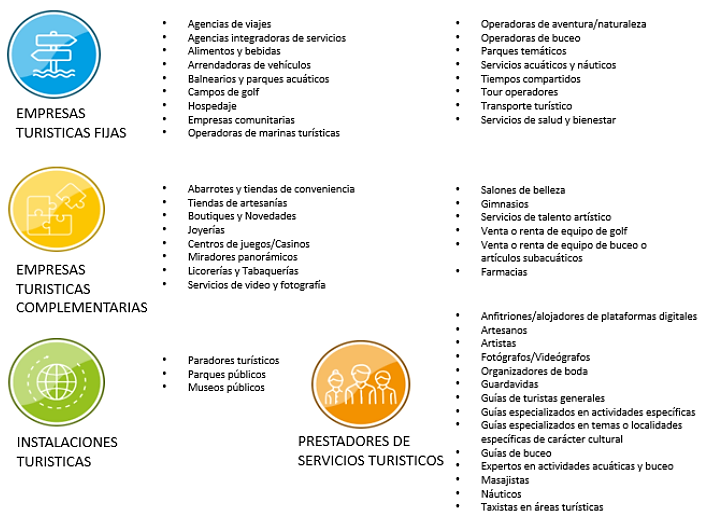 EMPRESAS
TURISTICAS FIJAS
• Agencias de viajes
• Agencias integradoras de servicios
• Alimentos y bebidas
• Arrendadoras de vehículos
• Balnearios y parques acuáticos
• Campos de golf
• Hospedaje
• Empresas comunitarias
• Operadoras de marinas turísticas
• Operadoras de aventura/naturaleza
• Operadoras de buceo
• Parques temáticos
• Servicios acuáticos y náuticos
• Tiempos compartidos
• Tour operadores
• Transporte turístico
• Servicios de salud y bienestar
EMPRESAS
TURISTICAS
COMPLEMENTARIAS
• Abarrotes y tiendas de conveniencia
• Tiendas de artesanías
• Boutiques y Novedades
• Joyerías
• Centros de juegos/Casinos
• Miradores panorámicos
• Licorerías y Tabaquerías
• Servicios de video y fotografía
• Salones de belleza
• Gimnasios
• Servicios de talento artístico
• Venta o renta de equipo de golf
• Venta o renta de equipo de buceo o
artículos subacuáticos
• Farmacias
INSTALACIONES
TURISTICAS
• Paradores turísticos
• Parques públicos
• Museos públicos
PRESTADORES DE
SERVICIOS TURISTICOS
• Anfitriones/alojadores de plataformas digitales
• Artesanos
• Artistas
• Fotógrafos/Videógrafos
• Organizadores de boda
• Guardavidas
• Guías de turistas generales
• Guías especializados en actividades específicas
• Guías especializados en temas o localidades
específicas de carácter cultural
• Guías de buceo
• Expertos en actividades acuáticas y buceo
• Masajistas
• Náuticos
• Taxistas en áreas turísticas